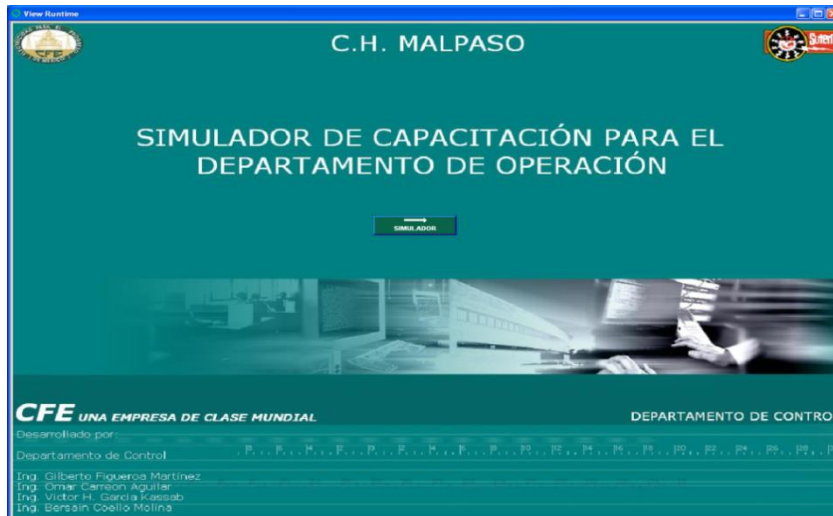 View Runtime
CFE
C.H. MALPASO
SIMULADOR DE CAPACITACIÓN PARA EL
DEPARTAMENTO DE OPERACIÓN
SIMULADOR
CFE UNA EMPRESA DE CLASE MUNDIAL
DEPARTAMENTO DE CONTRO
Desarrollado por:
Departamento de Control
Ing. Gilberto Figueroa Martínez
Ing. Omar Carreon Aguilar
Ing. Victor H. Garcia Kassab
Ing. Bersain Coello Molina